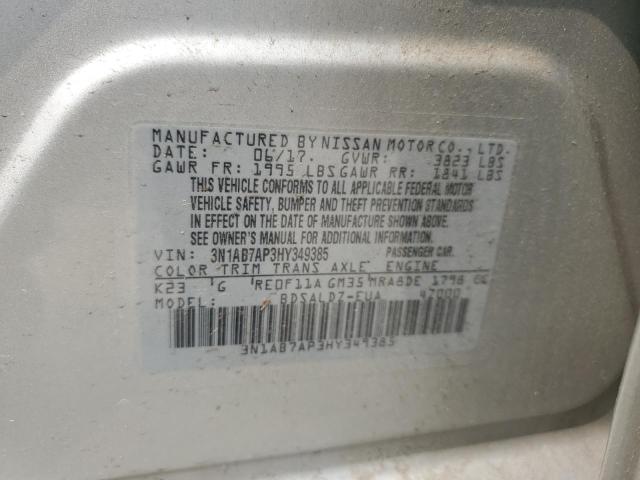 MANUFACTURED BY NISSAN MOTOR CO., LTD.
DATE: 06/17. GVWR: 3823 LBS
GAWR FR: 1995 LBS GAWR RR: 1841 LBS
THIS VEHICLE CONFORMS TO ALL APPLICABLE FEDERAL MOTOR
VEHICLE SAFETY, BUMPER AND THEFT PREVENTION STANDARDS
IN EFFECT ON THE DATE OF MANUFACTURE SHOWN ABOVE.
SEE OWNER'S MANUAL FOR ADDITIONAL INFORMATION.
VIN: 3N1AB7AP3HY349385 PASSENGER CAR.
COLOR TRIM TRANS AXLE ENGINE
K23 G RE0F11A GM35 MRA8DE 1798 CC
MODEL: BDSALDZ-EUA 47000
3N1AB7AP3HY349385